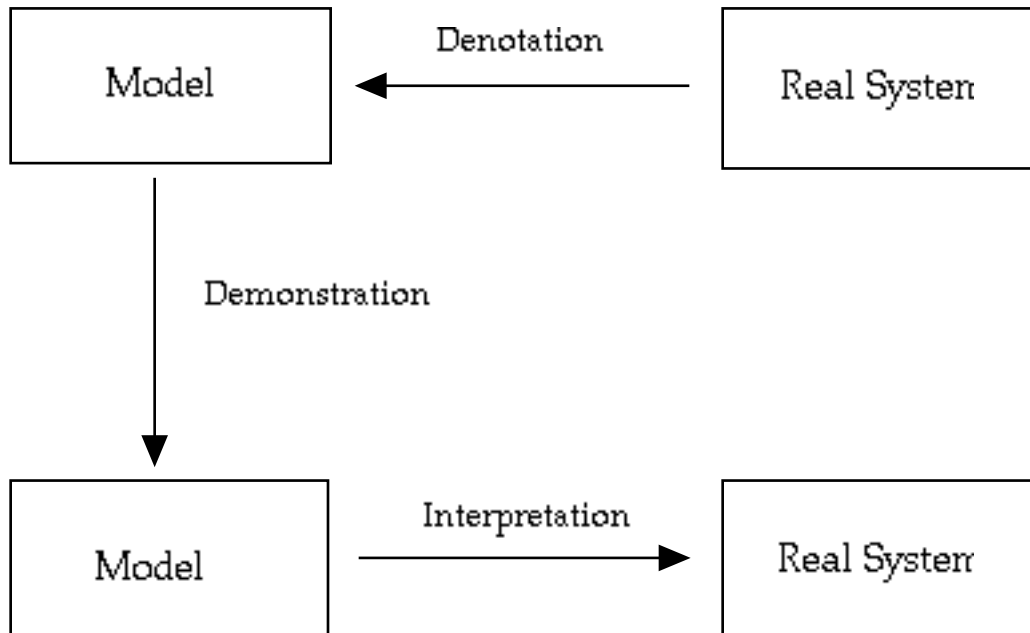 Denotation
Model
Real System
Demonstration
Interpretation
Model
Real System